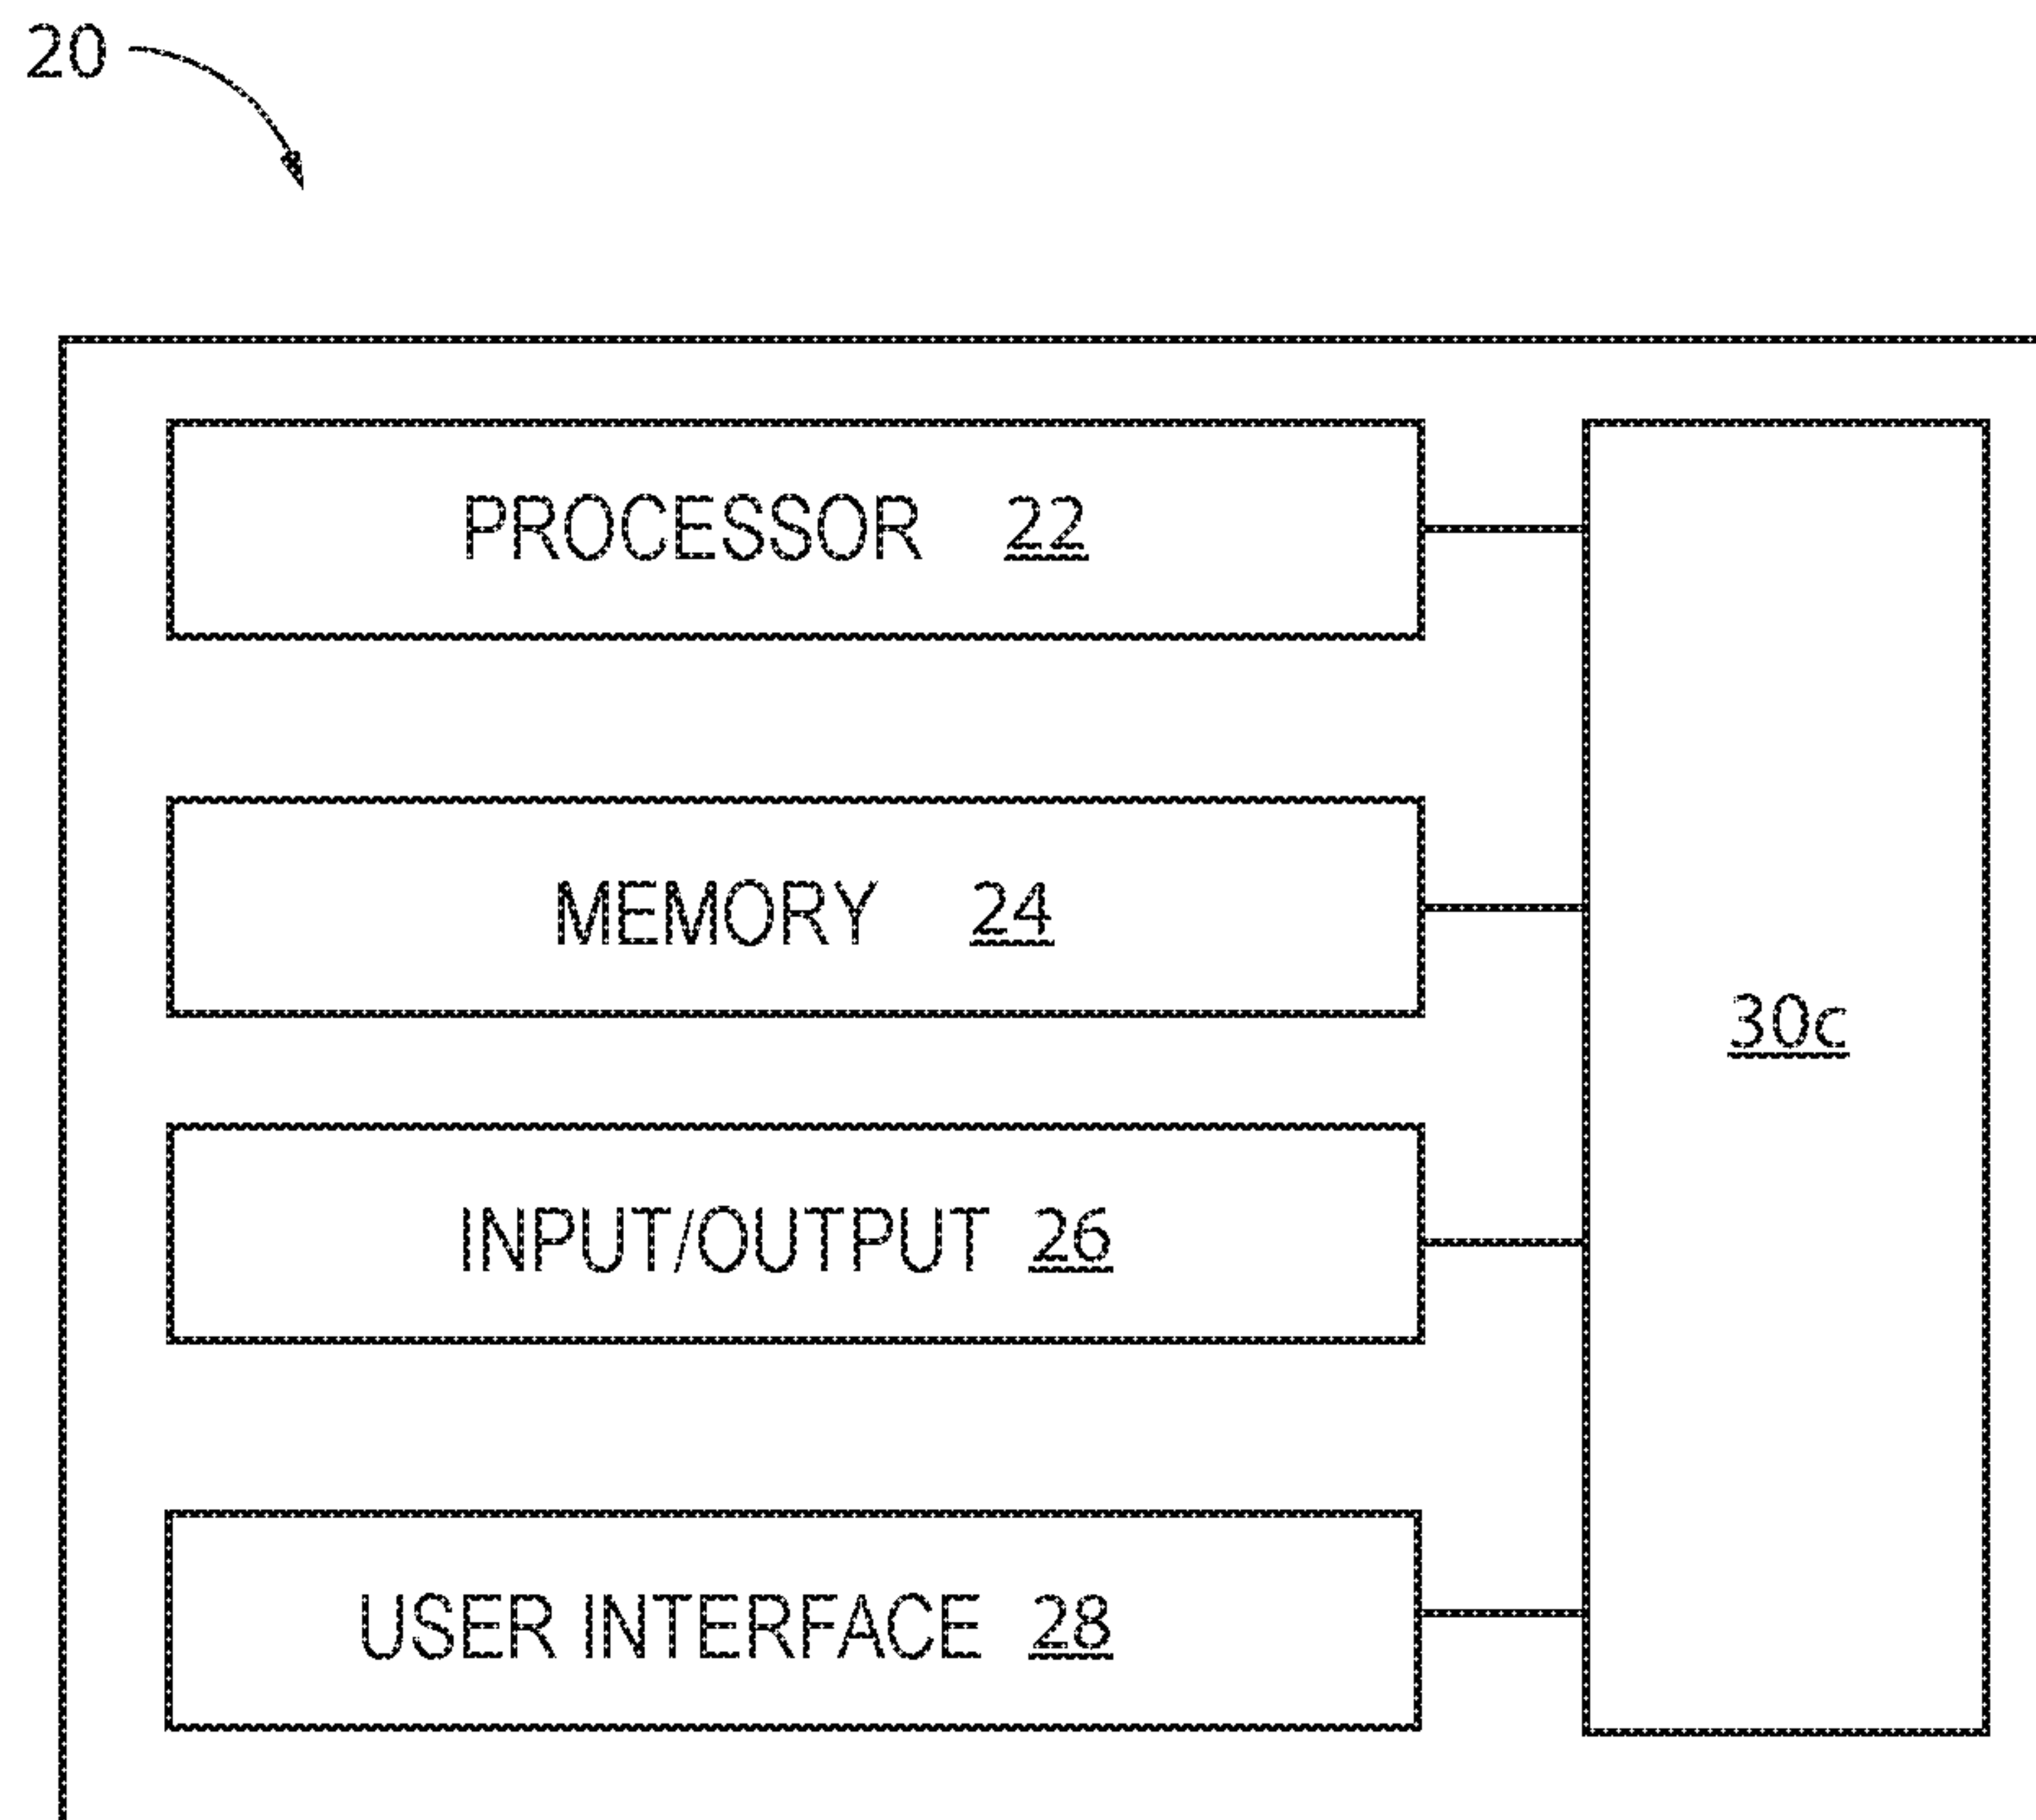 20
PROCESSOR 22
MEMORY 24
30c
INPUT/OUTPUT 26
USER INTERFACE 28